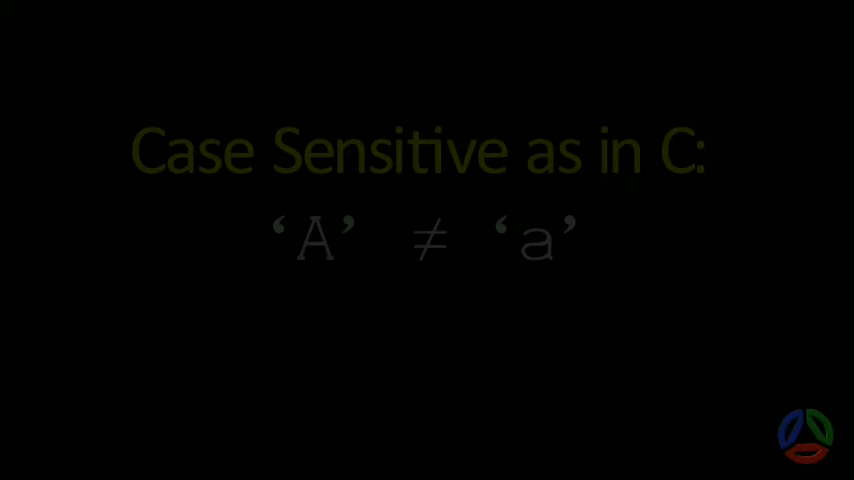 Case Sensitive as in C:
‘A’ ≠ ‘a’